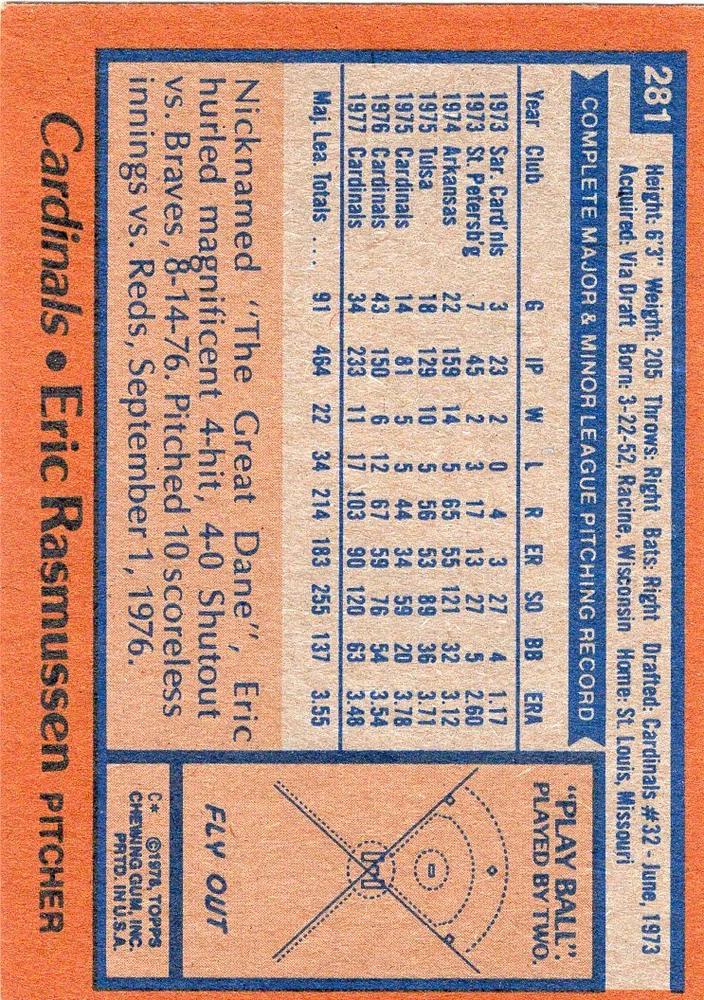 281
Height: 6'3" Weight: 205 Throws: Right Bats: Right Drafted: Cardinals #32 - June, 1973
Acquired: Via Draft Born: 3-22-52, Racine, Wisconsin Home: St. Louis, Missouri
COMPLETE MAJOR & MINOR LEAGUE PITCHING RECORD
Year Club G IP W L R ER SO BB ERA
1973 Sar. Card'nls 3 23 2 0 4 3 27 4 1.17
1973 St. Petersb'g 7 45 2 3 17 13 27 5 2.60
1974 Arkansas 22 159 14 5 65 55 121 32 3.12
1975 Tulsa 18 129 10 5 56 53 89 36 3.71
1975 Cardinals 14 81 5 5 44 34 59 20 3.78
1976 Cardinals 43 150 6 12 67 59 76 54 3.54
1977 Cardinals 34 233 11 17 103 90 120 63 3.48
Maj. Lea. Totals .... 91 464 22 34 214 183 255 137 3.55
Nicknamed "The Great Dane", Eric
hurled magnificent 4-hit, 4-0 Shutout
vs. Braves, 8-14-76. Pitched 10 scoreless
innings vs. Reds, September 1, 1976.
"PLAY BALL".
PLAYED BY TWO.
FLY OUT
C* ©1978, TOPPS
CHEWING GUM, INC.
PRTD. IN U.S.A.
Cardinals • Eric Rasmussen PITCHER